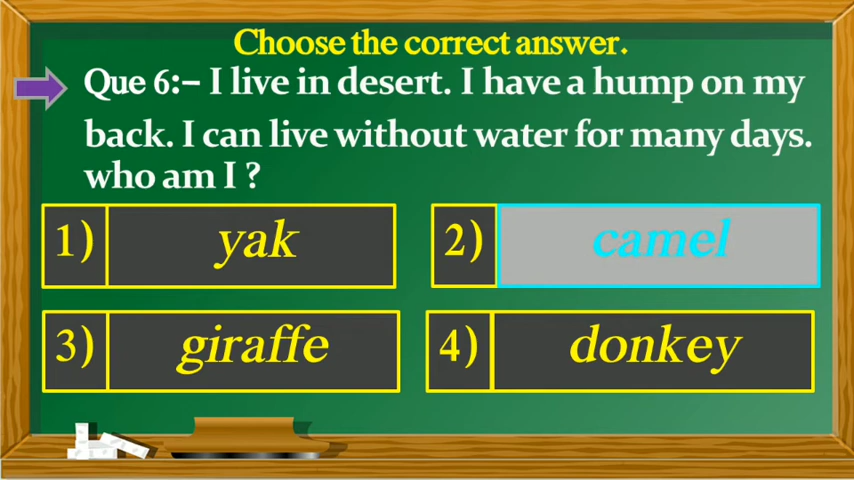 Choose the correct answer.
Que 6:– I live in desert. I have a hump on my
back. I can live without water for many days.
who am I ?
1) yak
2) camel
3) giraffe
4) donkey